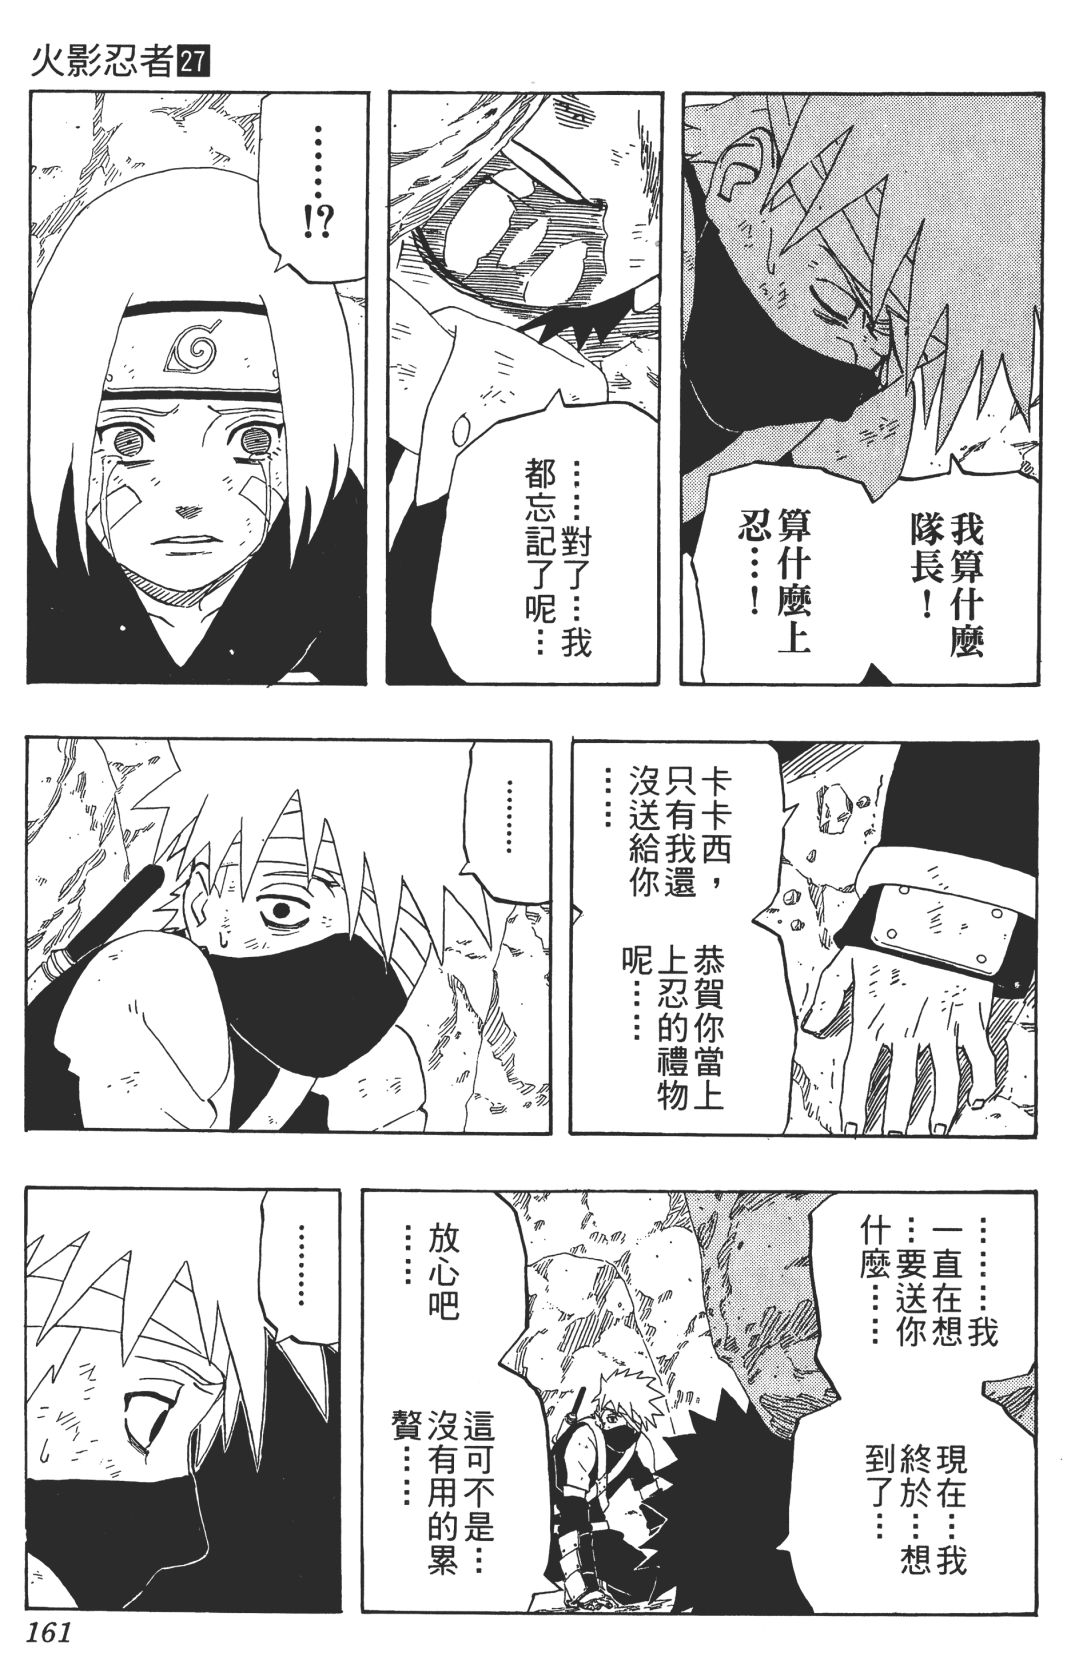 火影忍者27
我算什麼
隊長！
算什麼上
忍…！
……對了…我
都忘記了呢…
………!?
卡卡西，
只有我還
沒送給你
……
恭賀你當上
上忍的禮物
呢……
………
………我
一直在想
…要送你
什麼……
現在…我
終於…想
到了…
放心吧
……
這可不是…
沒有用的累
贅……
………
161